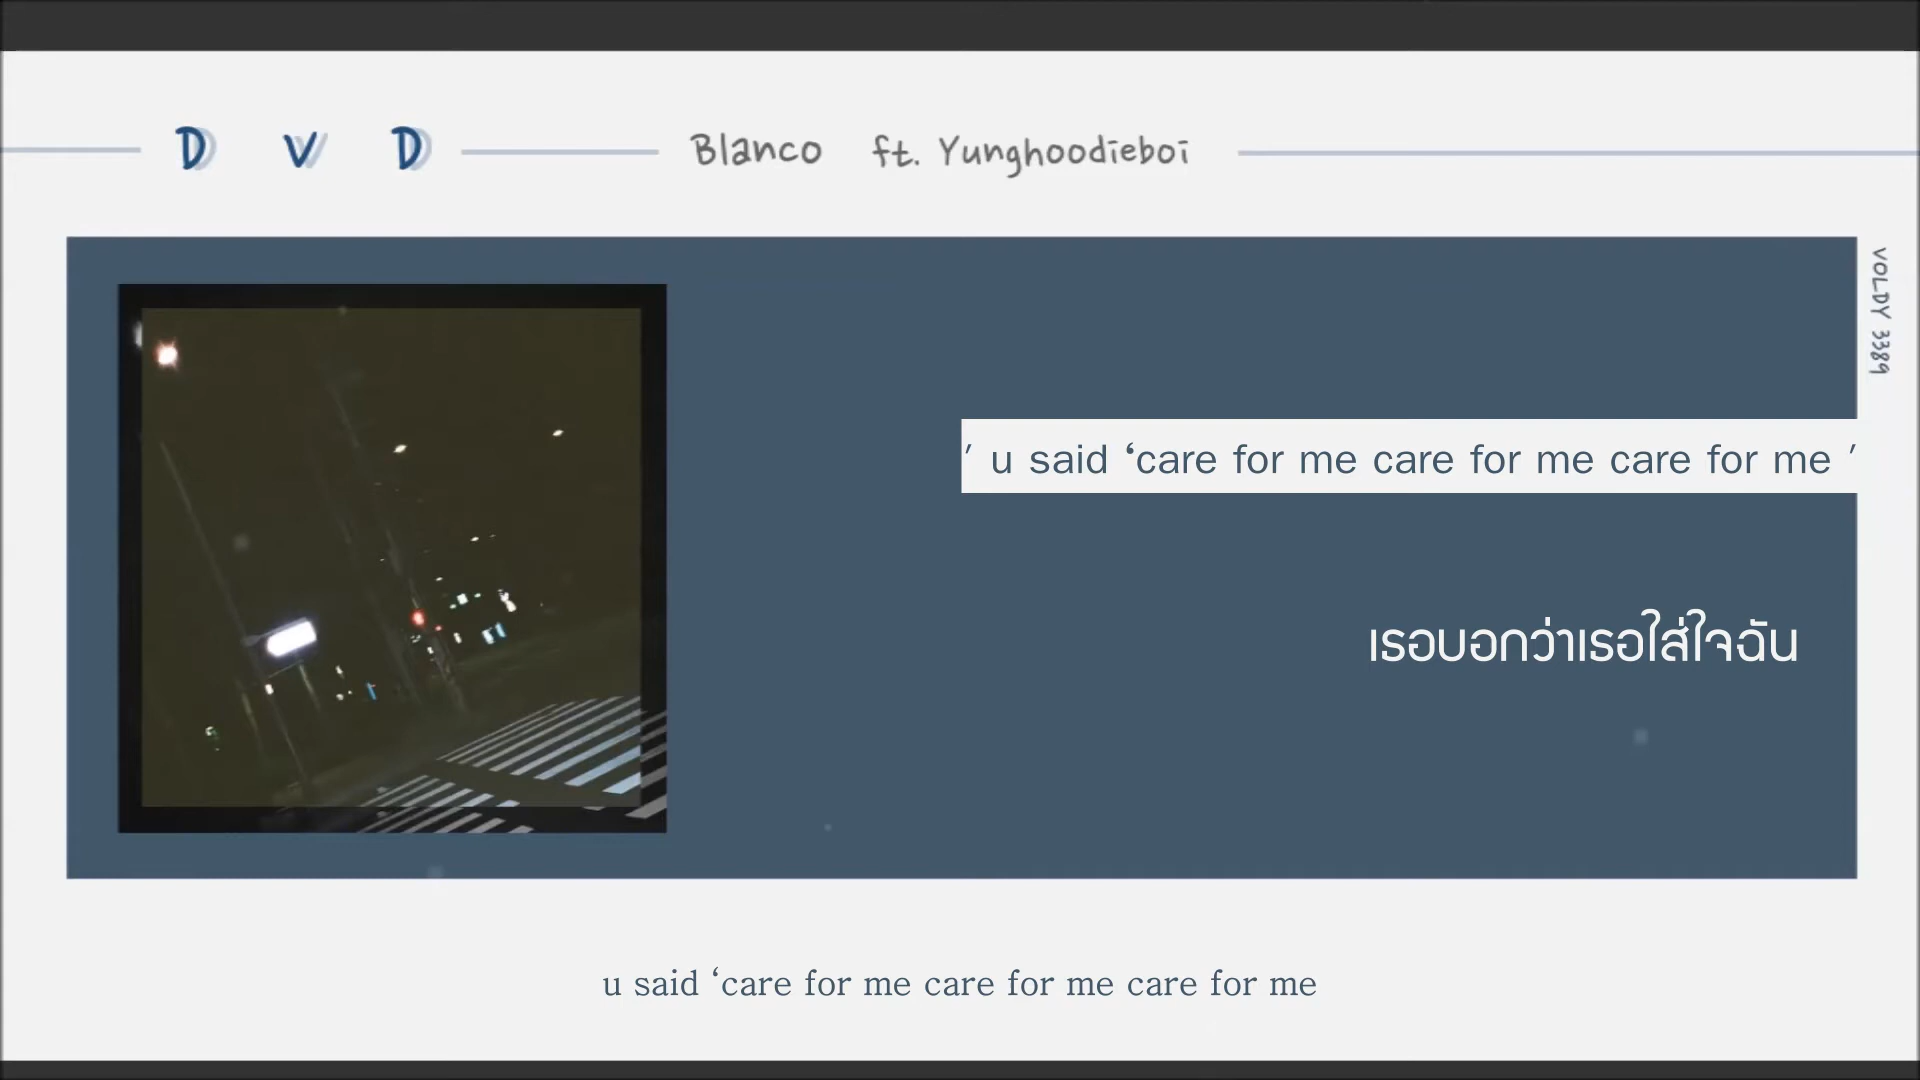 D V D Blanco ft. Yunghoodieboi
VOLDY 3389
′ u said ‘care for me care for me care for me ′
เธอบอกว่าเธอใส่ใจฉัน
u said ‘care for me care for me care for me